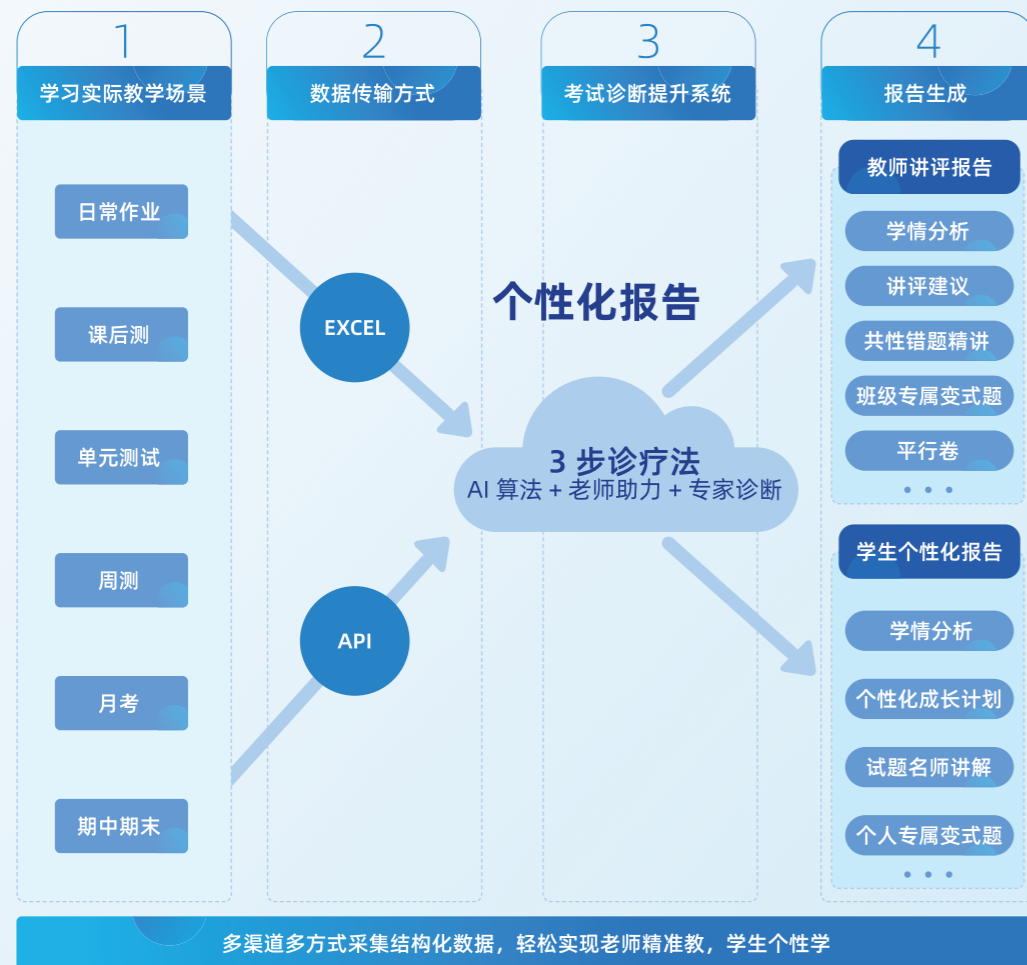 1
学习实际教学场景
日常作业
课后测
单元测试
周测
月考
期中期末
2
数据传输方式
EXCEL
API
3
考试诊断提升系统
个性化报告
3 步诊疗法
AI 算法 + 老师助力 + 专家诊断
4
报告生成
教师讲评报告
学情分析
讲评建议
共性错题精讲
班级专属变式题
平行卷
• • •
学生个性化报告
学情分析
个性化成长计划
试题名师讲解
个人专属变式题
• • •
多渠道多方式采集结构化数据，轻松实现老师精准教，学生个性学